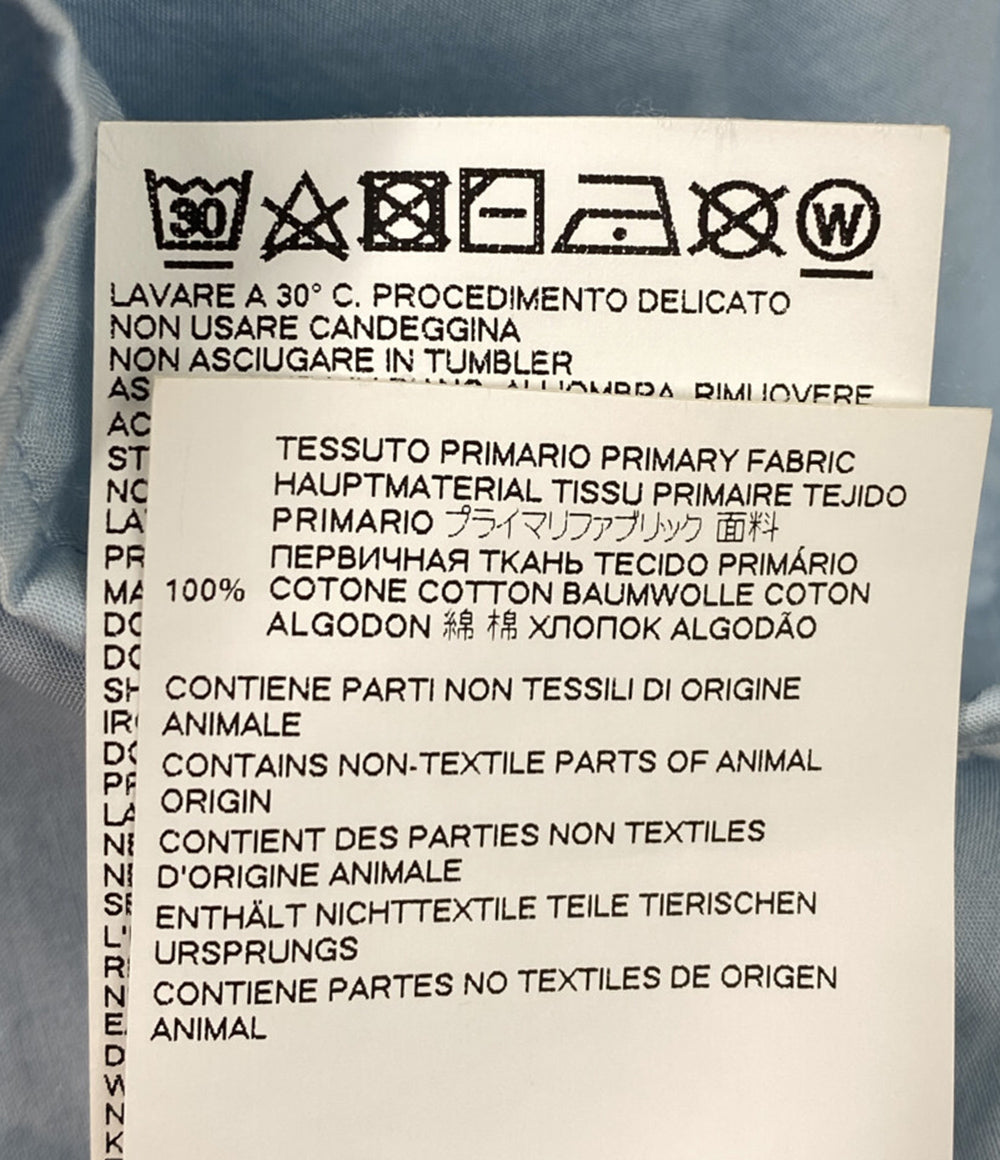 30
W
LAVARE A 30° C. PROCEDIMENTO DELICATO
NON USARE CANDEGGINA
NON ASCIUGARE IN TUMBLER
ALL'OMBRA. RIMUOVERE
TESSUTO PRIMARIO PRIMARY FABRIC
HAUPTMATERIAL TISSU PRIMAIRE TEJIDO
PRIMARIO プライマリファブリック 面料
ПЕРВИЧНАЯ ТКАНЬ TECIDO PRIMÁRIO
100% COTONE COTTON BAUMWOLLE COTON
ALGODON 綿 棉 ХЛОПОК ALGODÃO
CONTIENE PARTI NON TESSILI DI ORIGINE
ANIMALE
CONTAINS NON-TEXTILE PARTS OF ANIMAL
ORIGIN
CONTIENT DES PARTIES NON TEXTILES
D'ORIGINE ANIMALE
ENTHÄLT NICHTTEXTILE TEILE TIERISCHEN
URSPRUNGS
CONTIENE PARTES NO TEXTILES DE ORIGEN
ANIMAL